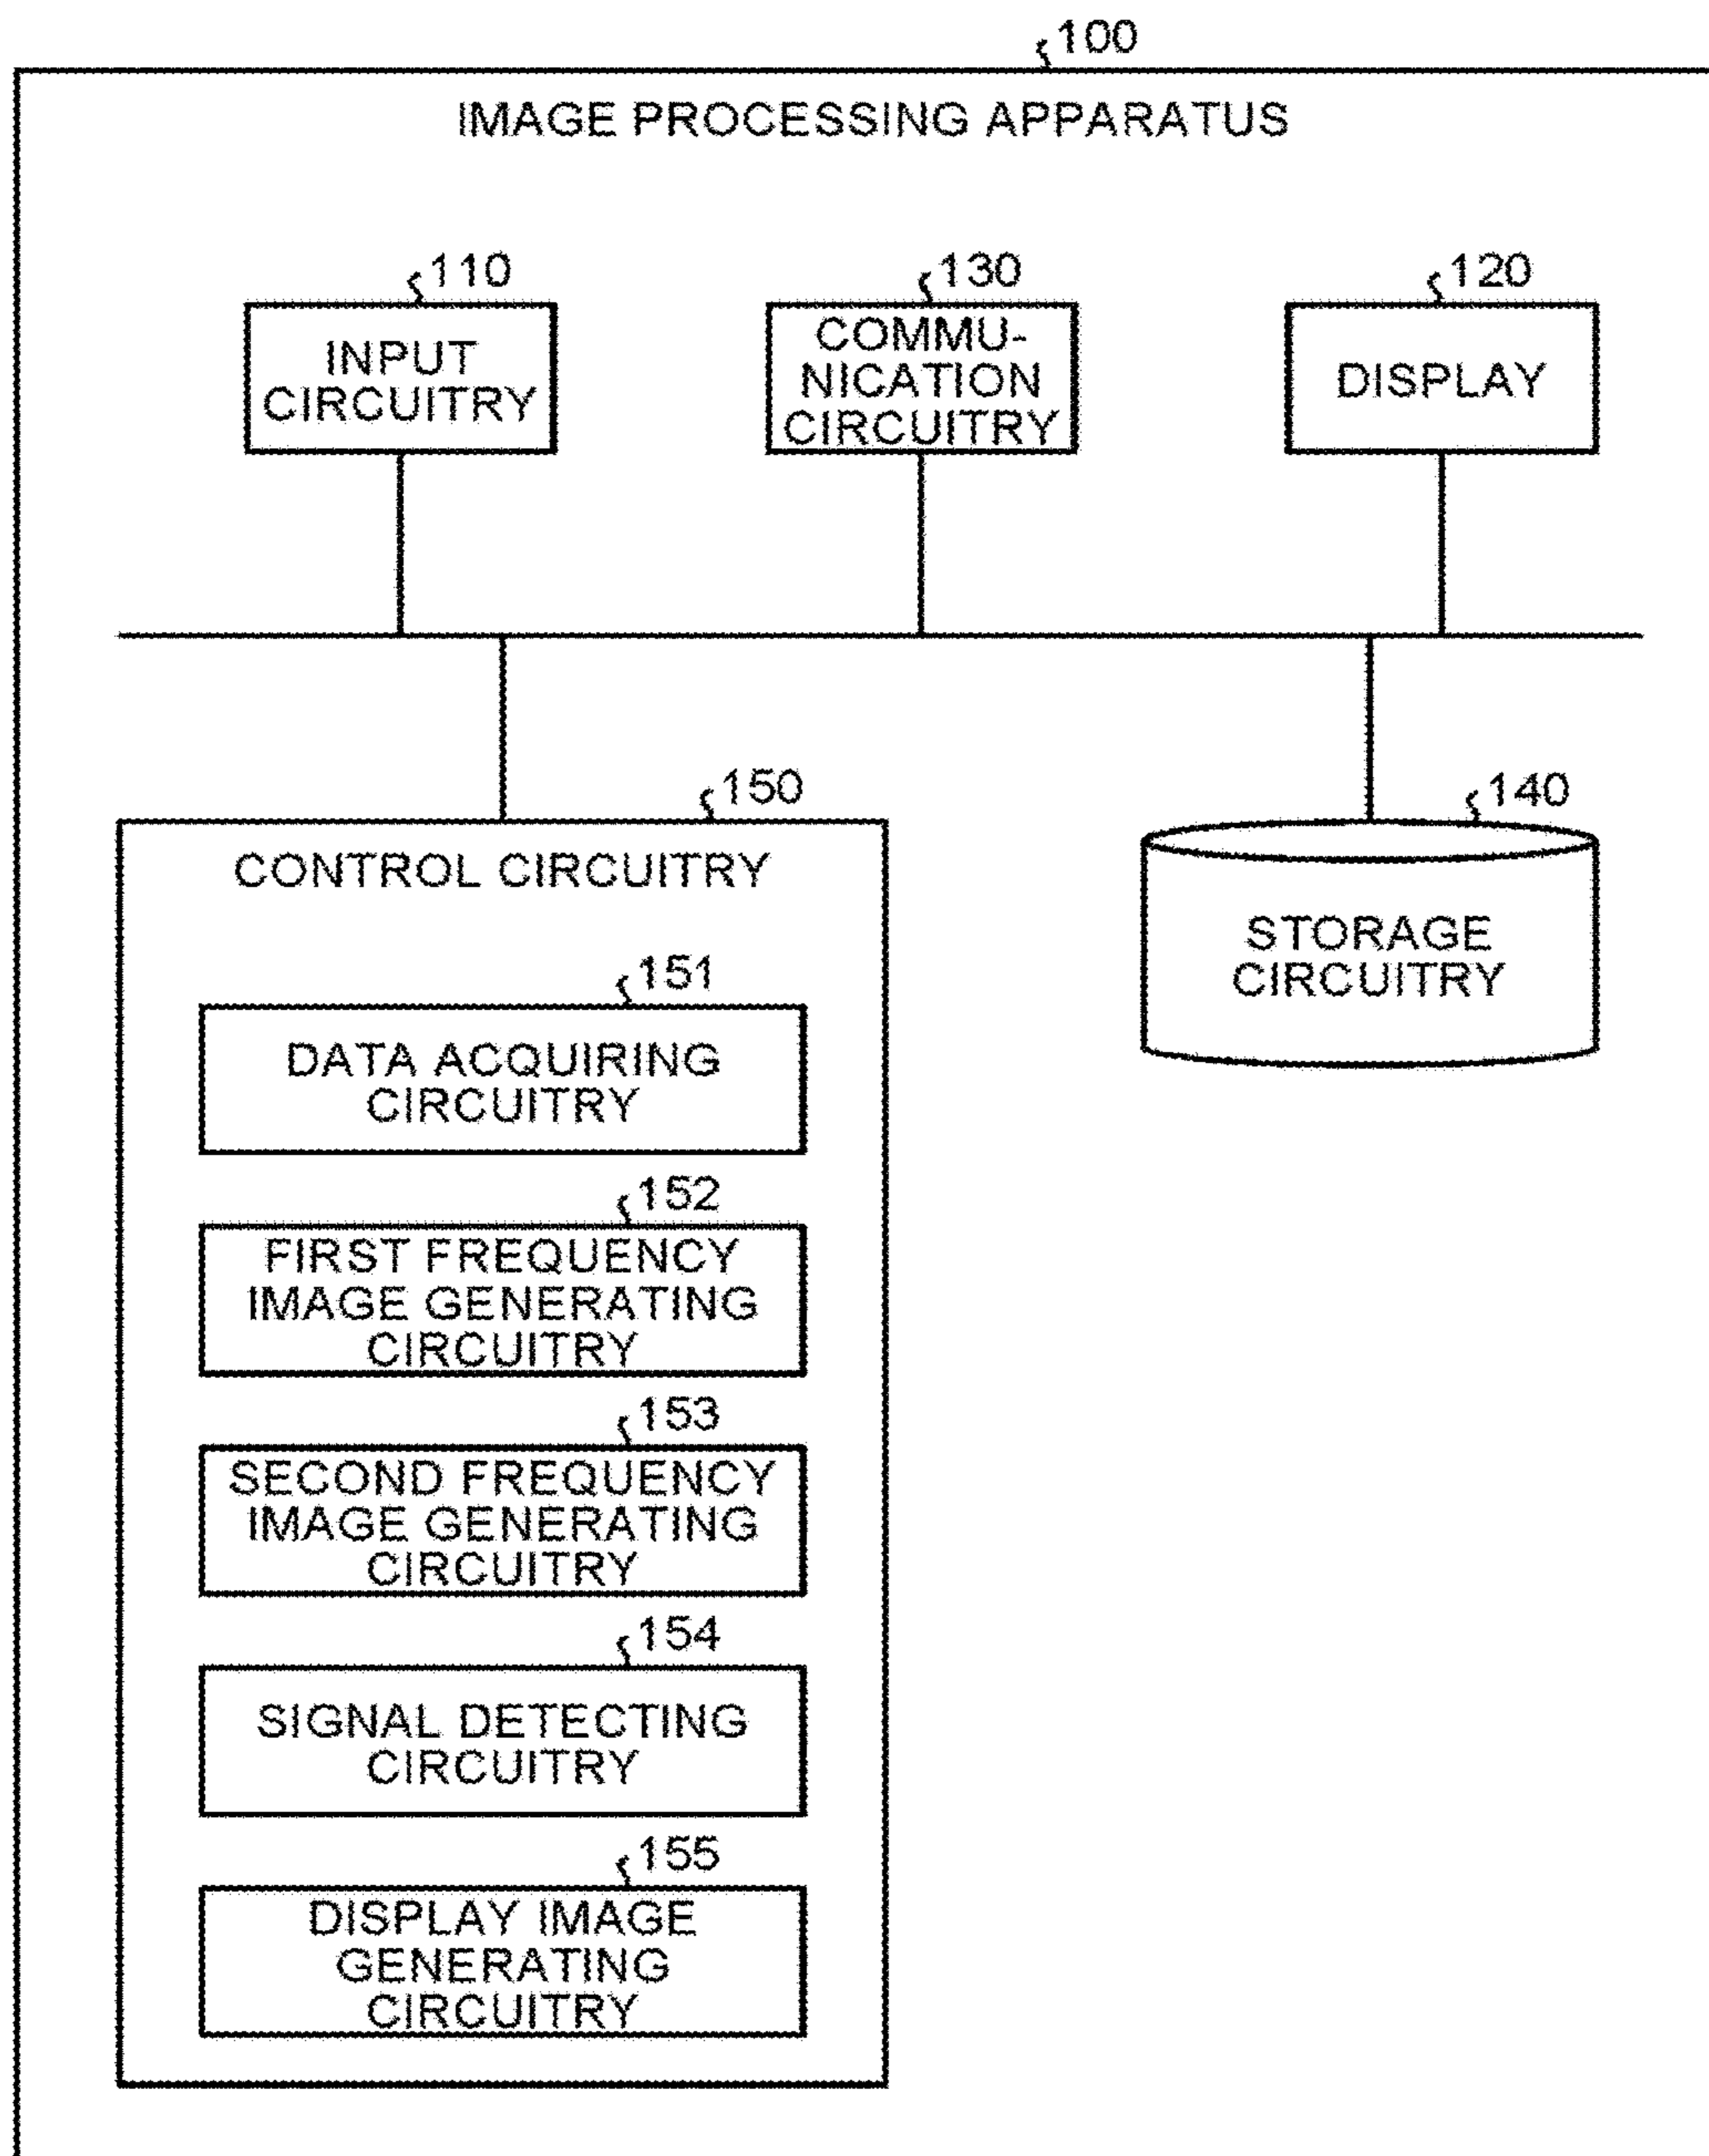 100
IMAGE PROCESSING APPARATUS
110
INPUT
CIRCUITRY
130
COMMU-
NICATION
CIRCUITRY
120
DISPLAY
150
CONTROL CIRCUITRY
140
STORAGE
CIRCUITRY
151
DATA ACQUIRING
CIRCUITRY
152
FIRST FREQUENCY
IMAGE GENERATING
CIRCUITRY
153
SECOND FREQUENCY
IMAGE GENERATING
CIRCUITRY
154
SIGNAL DETECTING
CIRCUITRY
155
DISPLAY IMAGE
GENERATING
CIRCUITRY